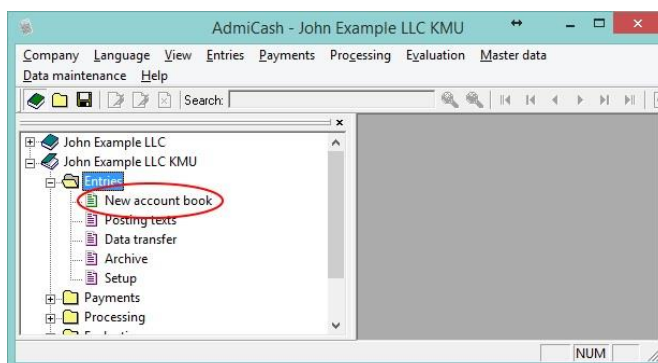 AdmiCash - John Example LLC KMU
Company Language View Entries Payments Processing Evaluation Master data
Data maintenance Help
Search:
John Example LLC
John Example LLC KMU
Entries
New account book
Posting texts
Data transfer
Archive
Setup
Payments
Processing
NUM